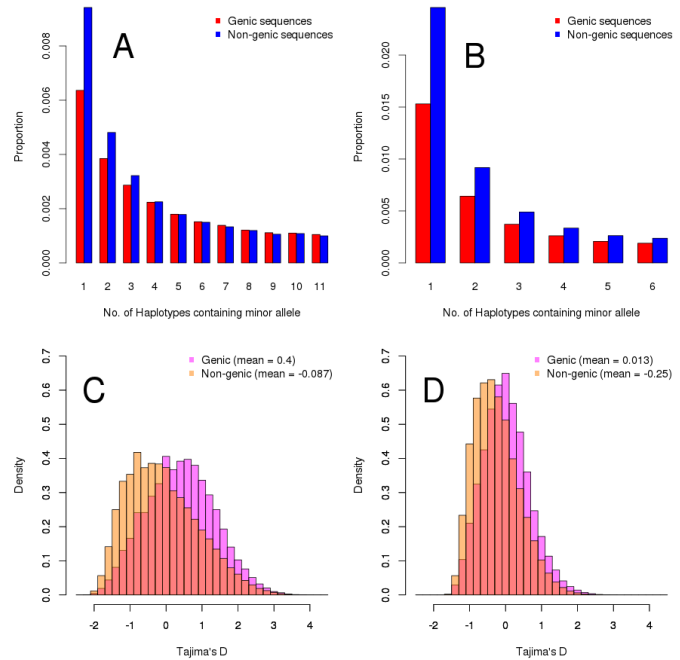 A
Genic sequences
Non-genic sequences
Proportion
0.000 0.002 0.004 0.006 0.008
1 2 3 4 5 6 7 8 9 10 11
No. of Haplotypes containing minor allele
B
Genic sequences
Non-genic sequences
Proportion
0.000 0.005 0.010 0.015 0.020
1 2 3 4 5 6
No. of Haplotypes containing minor allele
C
Genic (mean = 0.4)
Non-genic (mean = -0.087)
Density
0.0 0.1 0.2 0.3 0.4 0.5 0.6 0.7
-2 -1 0 1 2 3 4
Tajima's D
D
Genic (mean = 0.013)
Non-genic (mean = -0.25)
Density
0.0 0.1 0.2 0.3 0.4 0.5 0.6 0.7
-2 -1 0 1 2 3 4
Tajima's D